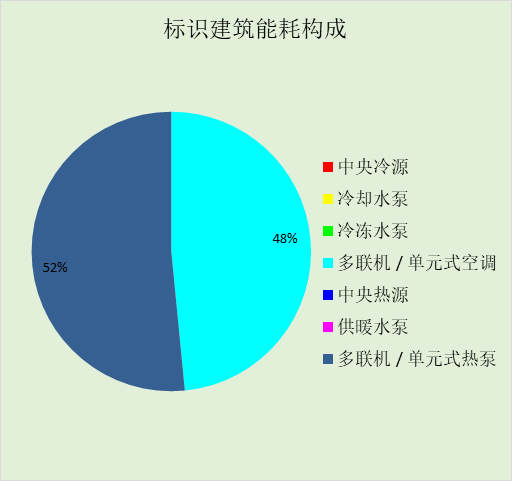 标识建筑能耗构成
48%
52%
中央冷源
冷却水泵
冷冻水泵
多联机 / 单元式空调
中央热源
供暖水泵
多联机 / 单元式热泵